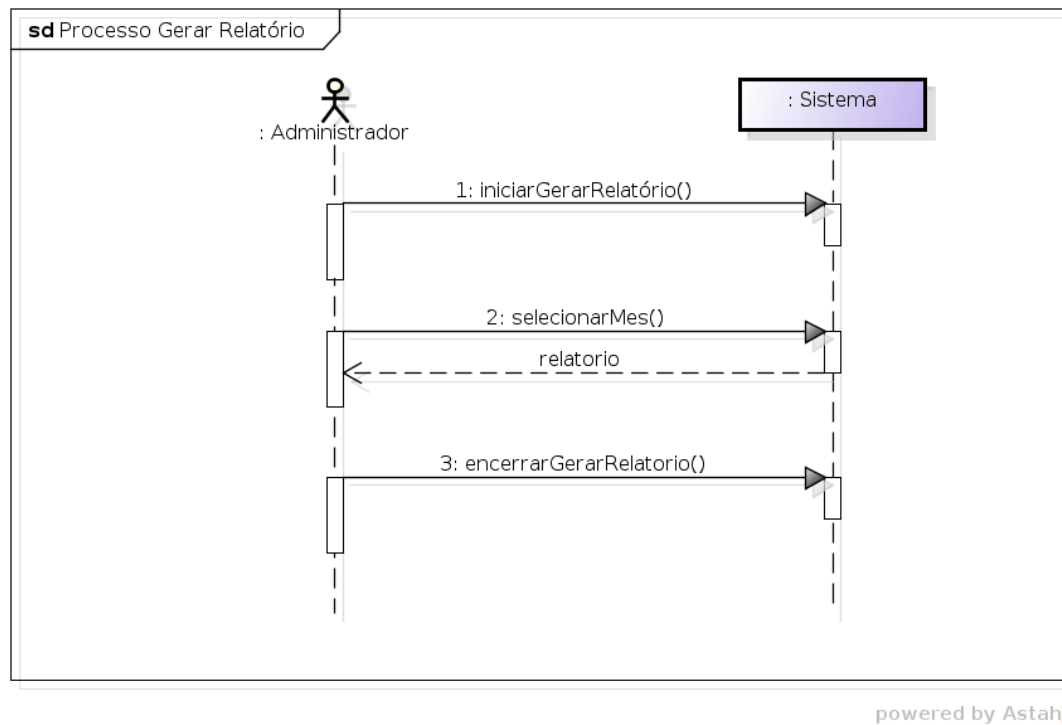 sd Processo Gerar Relatório
: Administrador
: Sistema
1: iniciarGerarRelatório()
2: selecionarMes()
relatorio
3: encerrarGerarRelatorio()
powered by Astah